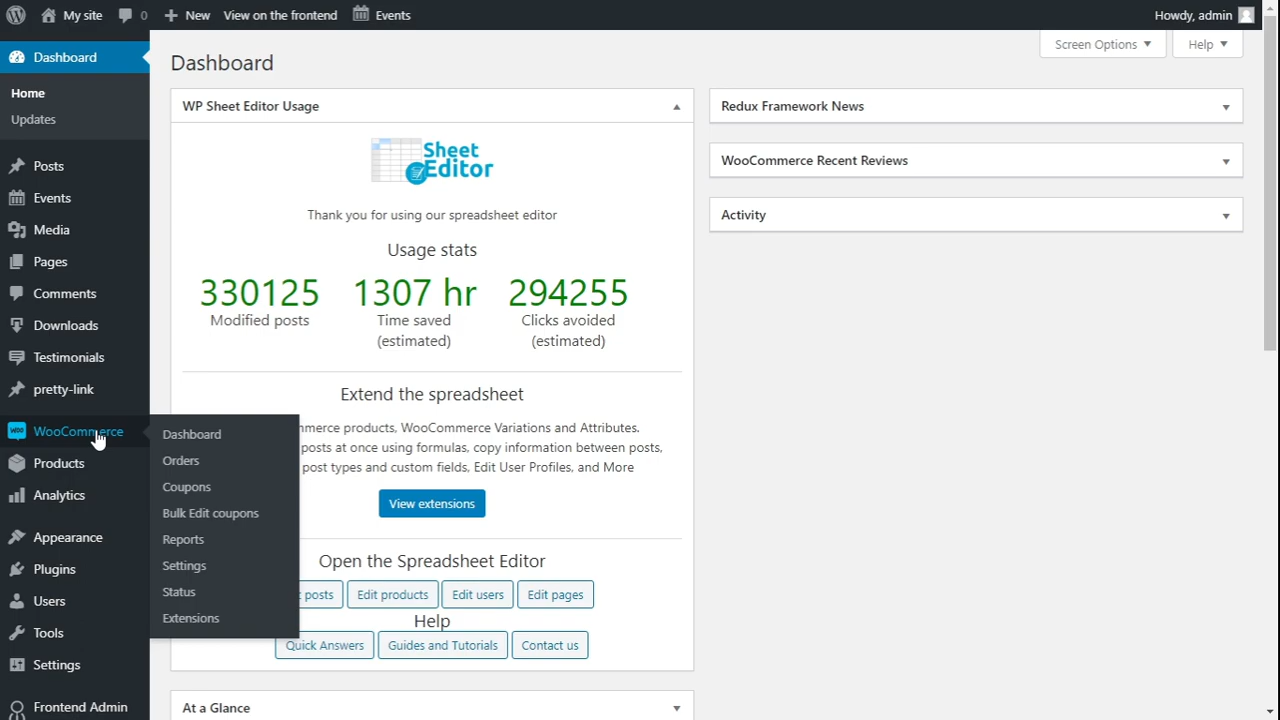 My site
0
New
View on the frontend
Events
Howdy, admin
Dashboard
Home
Updates
Posts
Events
Media
Pages
Comments
Downloads
Testimonials
pretty-link
WooCommerce
Products
Analytics
Appearance
Plugins
Users
Tools
Settings
Frontend Admin
Dashboard
Orders
Coupons
Bulk Edit coupons
Reports
Settings
Status
Extensions
Screen Options
Help
Dashboard
WP Sheet Editor Usage
Sheet
Editor
Thank you for using our spreadsheet editor
Usage stats
330125 1307 hr 294255
Modified posts Time saved Clicks avoided
(estimated) (estimated)
Extend the spreadsheet
products, WooCommerce Variations and Attributes.
posts at once using formulas, copy information between posts,
post types and custom fields, Edit User Profiles, and More
View extensions
Open the Spreadsheet Editor
posts Edit products Edit users Edit pages
Help
Quick Answers Guides and Tutorials Contact us
At a Glance
Redux Framework News
WooCommerce Recent Reviews
Activity